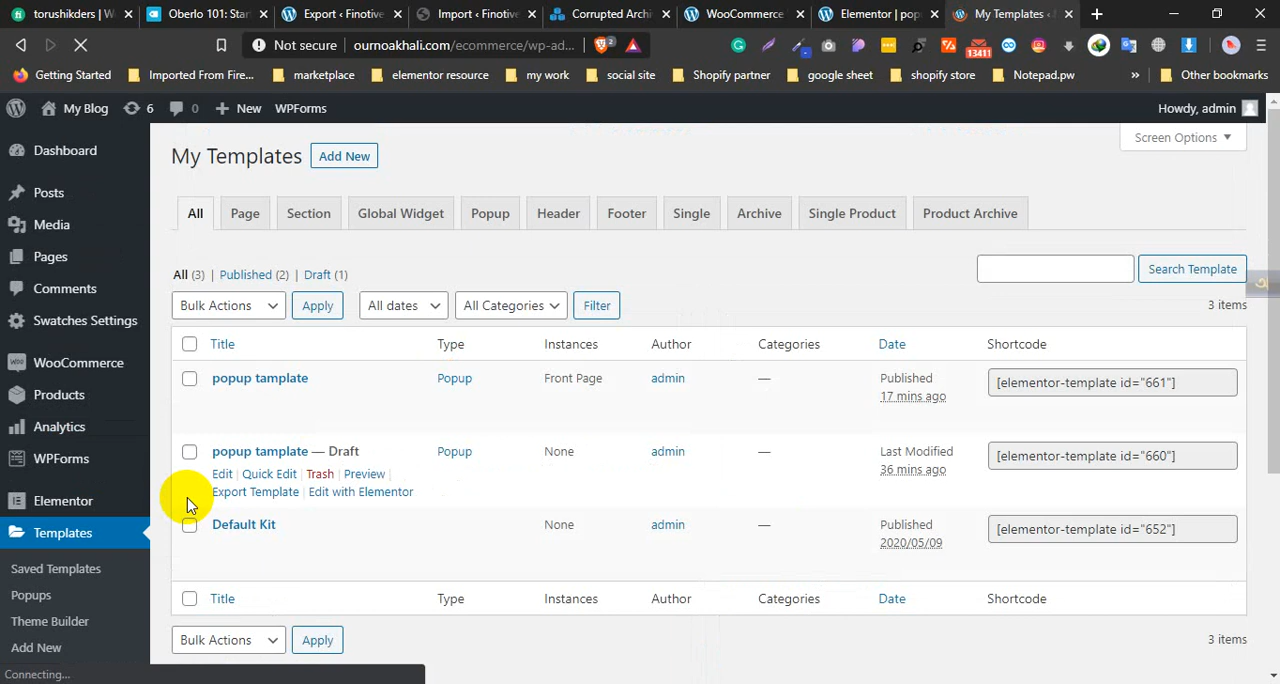 torushikders | W
Oberlo 101: Star
Export ‹ Finotive
Import ‹ Finotive
Corrupted Archi
WooCommerce
Elementor | pop
My Templates ‹
Not secure
ournoakhali.com/ecommerce/wp-ad...
2
13411
Getting Started
Imported From Fire...
marketplace
elementor resource
my work
social site
Shopify partner
google sheet
shopify store
Notepad.pw
»
Other bookmarks
My Blog
6
0
New
WPForms
Howdy, admin
Dashboard
Posts
Media
Pages
Comments
Swatches Settings
WooCommerce
Products
Analytics
WPForms
Elementor
Templates
Saved Templates
Popups
Theme Builder
Add New
My Templates
Add New
Screen Options
All
Page
Section
Global Widget
Popup
Header
Footer
Single
Archive
Single Product
Product Archive
All (3) | Published (2) | Draft (1)
Search Template
Bulk Actions
Apply
All dates
All Categories
Filter
3 items
Title
Type
Instances
Author
Categories
Date
Shortcode
popup tamplate
Popup
Front Page
admin
—
Published
17 mins ago
[elementor-template id="661"]
popup tamplate — Draft
Edit | Quick Edit | Trash | Preview |
Export Template | Edit with Elementor
Popup
None
admin
—
Last Modified
36 mins ago
[elementor-template id="660"]
Default Kit
None
admin
—
Published
2020/05/09
[elementor-template id="652"]
Title
Type
Instances
Author
Categories
Date
Shortcode
Bulk Actions
Apply
3 items
Connecting...